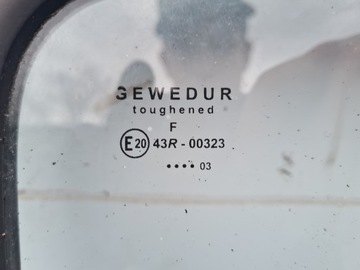 GEWEDUR
toughened
F
E20 43R - 00323
•••• 03